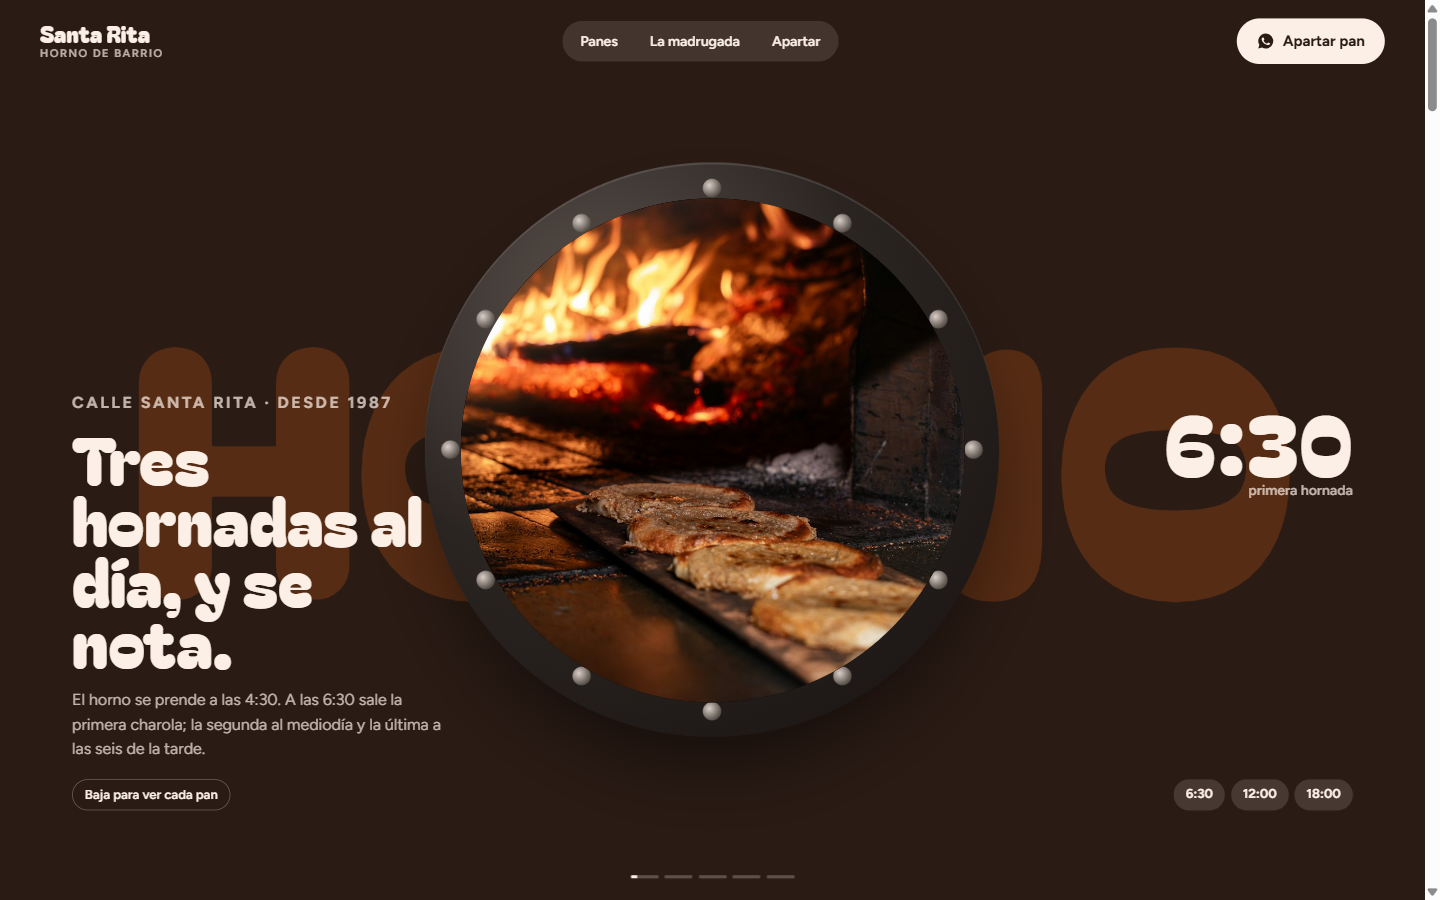 Santa Rita
HORNO DE BARRIO
Panes
La madrugada
Apartar
Apartar pan
CALLE SANTA RITA · DESDE 1987
Tres
hornadas al
día, y se
nota.
El horno se prende a las 4:30. A las 6:30 sale la
primera charola; la segunda al mediodía y la última a
las seis de la tarde.
Baja para ver cada pan
6:30
primera hornada
6:30
12:00
18:00